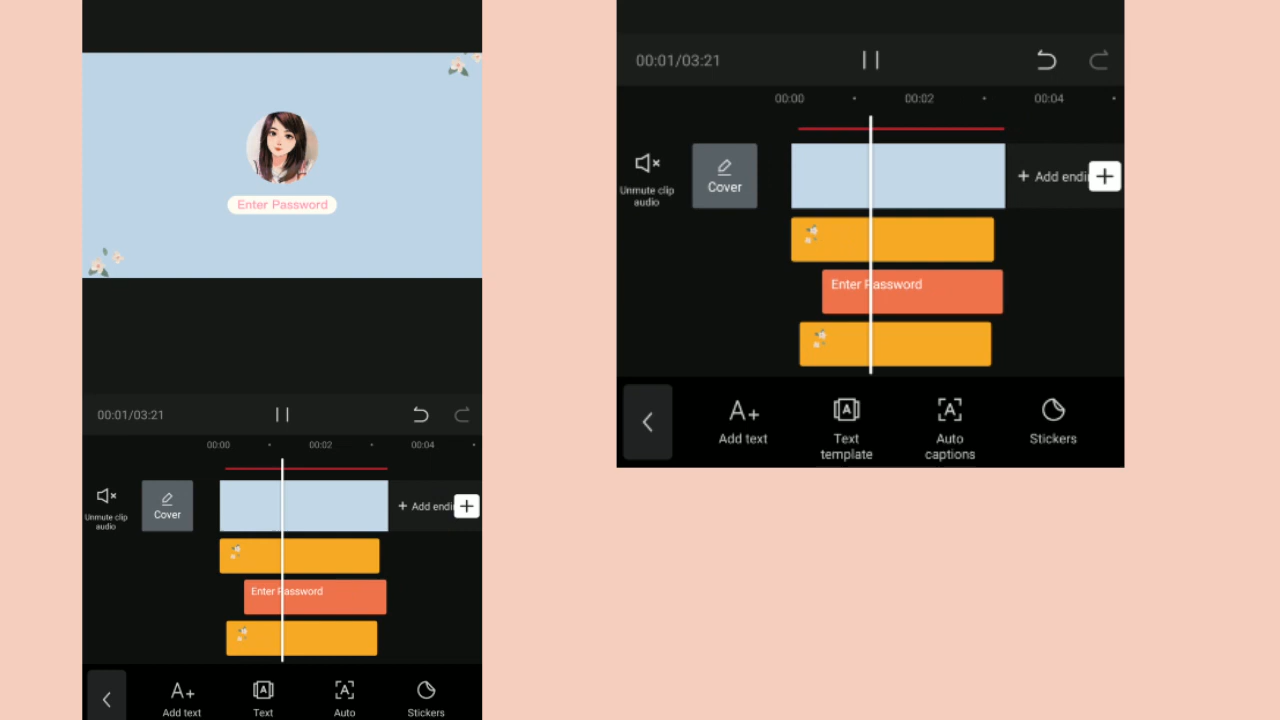 Enter Password
00:01/03:21
00:00
00:02
00:04
Unmute clip
audio
Cover
+ Add endi
Enter Password
Add text
Text
Auto
Stickers
00:01/03:21
00:00
00:02
00:04
Unmute clip
audio
Cover
+ Add endi
Enter Password
Add text
Text
template
Auto
captions
Stickers